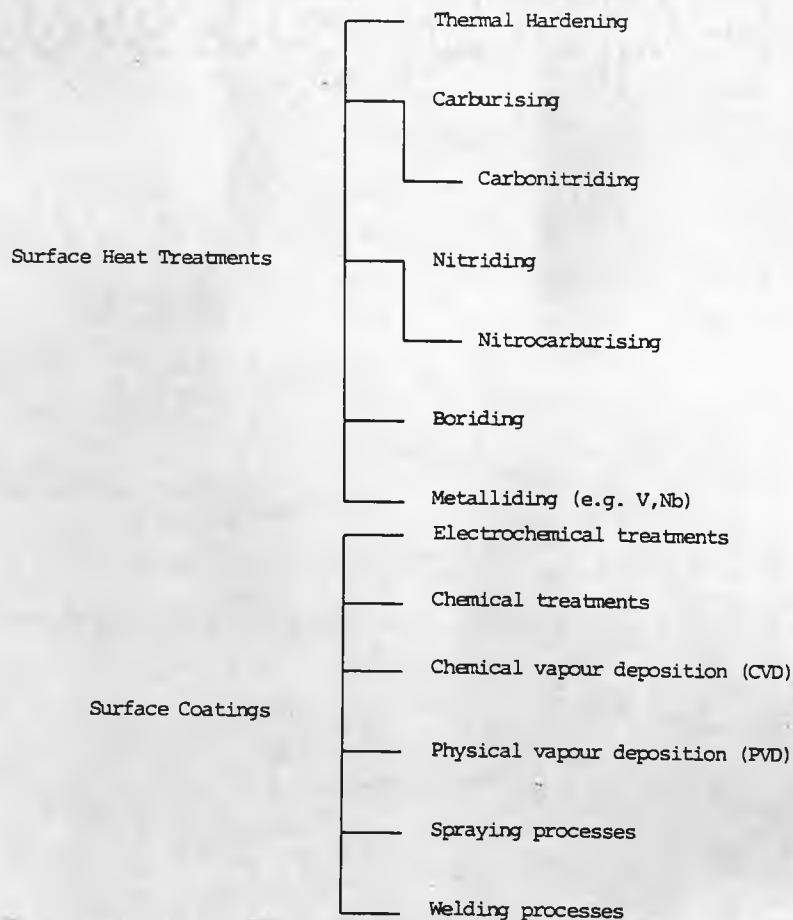 Thermal Hardening
Carburising
Carbonitriding
Surface Heat Treatments
Nitriding
Nitrocarburising
Boriding
Metalliding (e.g. V,Nb)
Electrochemical treatments
Chemical treatments
Chemical vapour deposition (CVD)
Surface Coatings
Physical vapour deposition (PVD)
Spraying processes
Welding processes